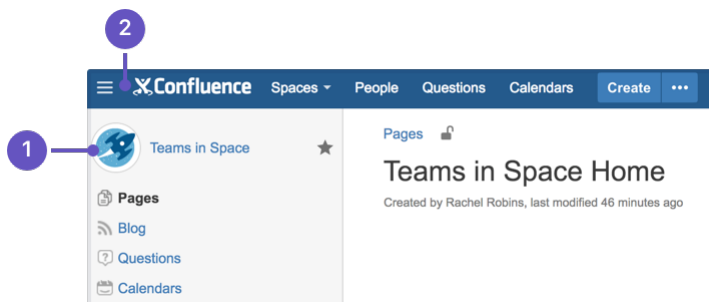 2
Confluence Spaces People Questions Calendars Create ...
1
Teams in Space
Pages
Blog
Questions
Calendars
Pages
Teams in Space Home
Created by Rachel Robins, last modified 46 minutes ago